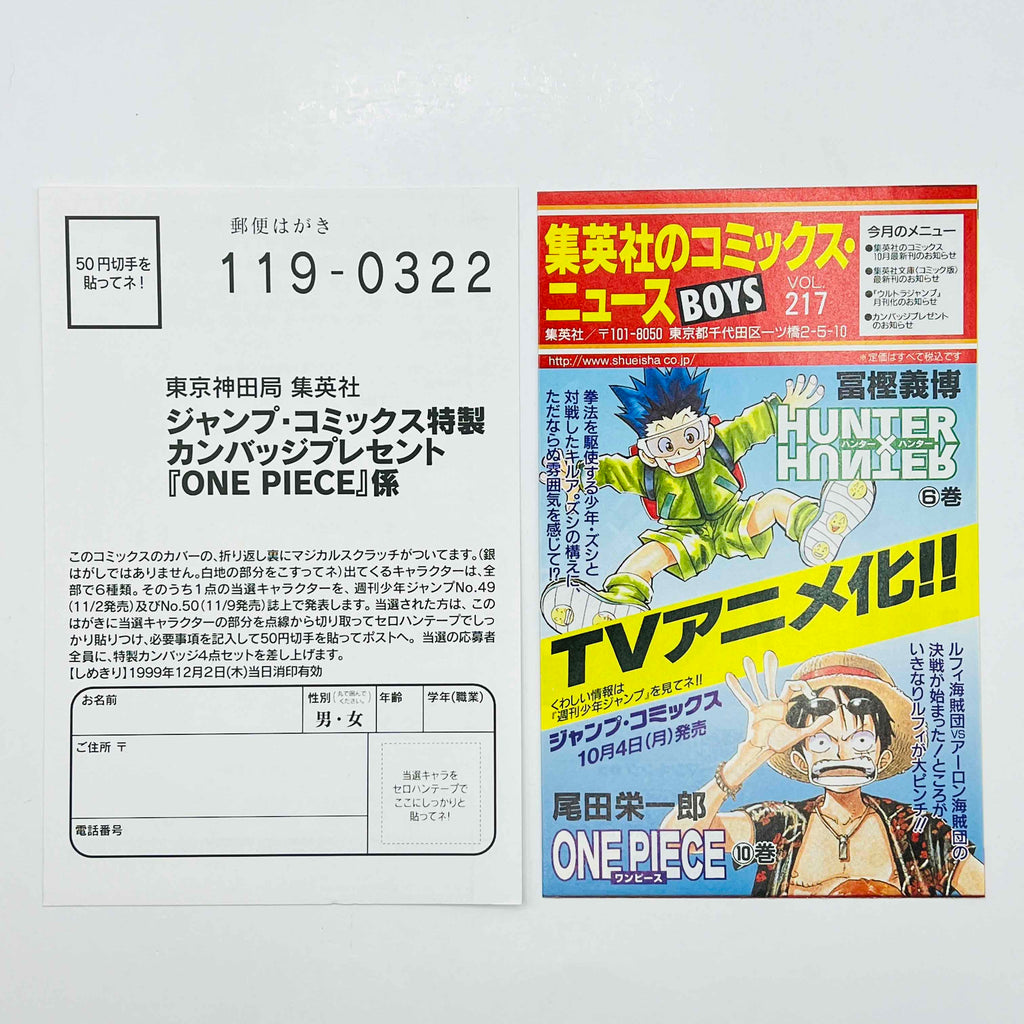 50円切手を
貼ってネ！
郵便はがき
119-0322
東京神田局 集英社
ジャンプ・コミックス特製
カンバッジプレセント
『ONE PIECE』係
このコミックスのカバーの、折り返し裏にマジカルスクラッチがついてます。(銀
はがしではありません。白地の部分をこすってネ)出てくるキャラクターは、全
部で6種類。そのうち1点の当選キャラクターを、週刊少年ジャンプNo.49
(11/2発売)及びNo.50(11/9発売)誌上で発表します。当選された方は、この
はがきに当選キャラクターの部分を点線から切り取ってセロハンテープでしっ
かり貼りつけ、必要事項を記入して50円切手を貼ってポストへ。当選の応募者
全員に、特製カンバッジ4点セットを差し上げます。
【しめきり】1999年12月2日(木)当日消印有効
お名前
性別(丸で囲んでください。)
男・女
年齢
学年(職業)
ご住所 〒
電話番号
当選キャラを
セロハンテープで
ここにしっかりと
貼ってネ！
集英社のコミックス・
ニュース BOYS
VOL.
217
集英社／〒101-8050 東京都千代田区一ツ橋2-5-10
今月のメニュー
●集英社のコミックス
10月最新刊のお知らせ
●集英社文庫〈コミック版〉
最新刊のお知らせ
●「ウルトラジャンプ」
月刊化のお知らせ
●カンバッジプレゼント
のお知らせ
http://www.shueisha.co.jp/
＊定価はすべて税込です
拳法を駆使する少年・ズシと
対戦したキルア。ズシの構えに、
ただならぬ雰囲気を感じて!?
冨樫義博
HUNTER
ハンター×ハンター
HUNTER
⑥巻
TVアニメ化!!
くわしい情報は
『週刊少年ジャンプ』を見てネ!!
ジャンプ・コミックス
10月4日(月)発売
ルフィ海賊団VSアーロン海賊団の
決戦が始まった！ところが、
いきなりルフィが大ピンチ!!
尾田栄一郎
ONE PIECE
ワンピース
⑩巻